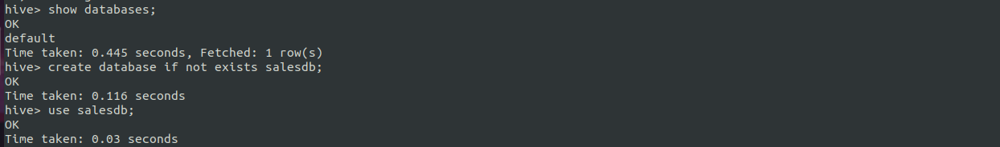 hive> show databases;
OK
default
Time taken: 0.445 seconds, Fetched: 1 row(s)
hive> create database if not exists salesdb;
OK
Time taken: 0.116 seconds
hive> use salesdb;
OK
Time taken: 0.03 seconds